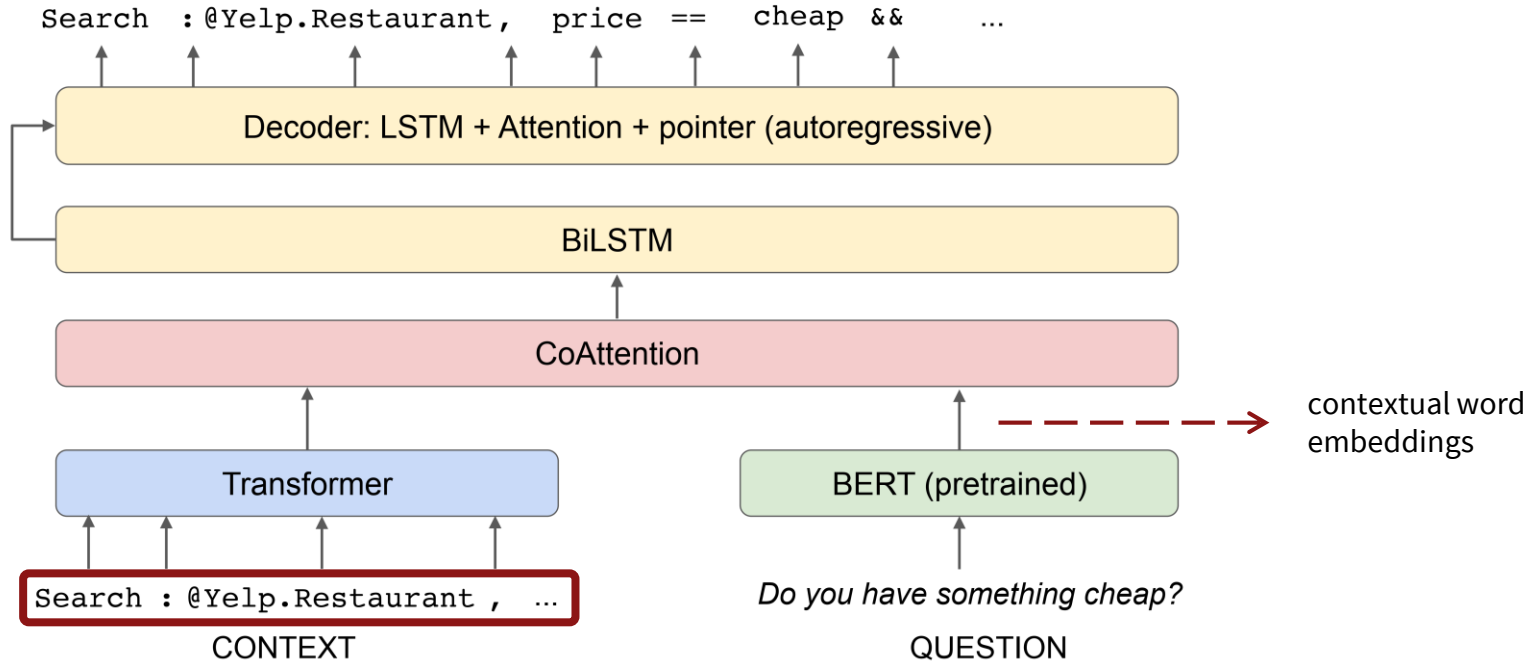 Search : @Yelp.Restaurant, price == cheap && ...
Decoder: LSTM + Attention + pointer (autoregressive)
BiLSTM
CoAttention
contextual word
embeddings
Transformer
BERT (pretrained)
Search : @Yelp.Restaurant , ...
Do you have something cheap?
CONTEXT
QUESTION